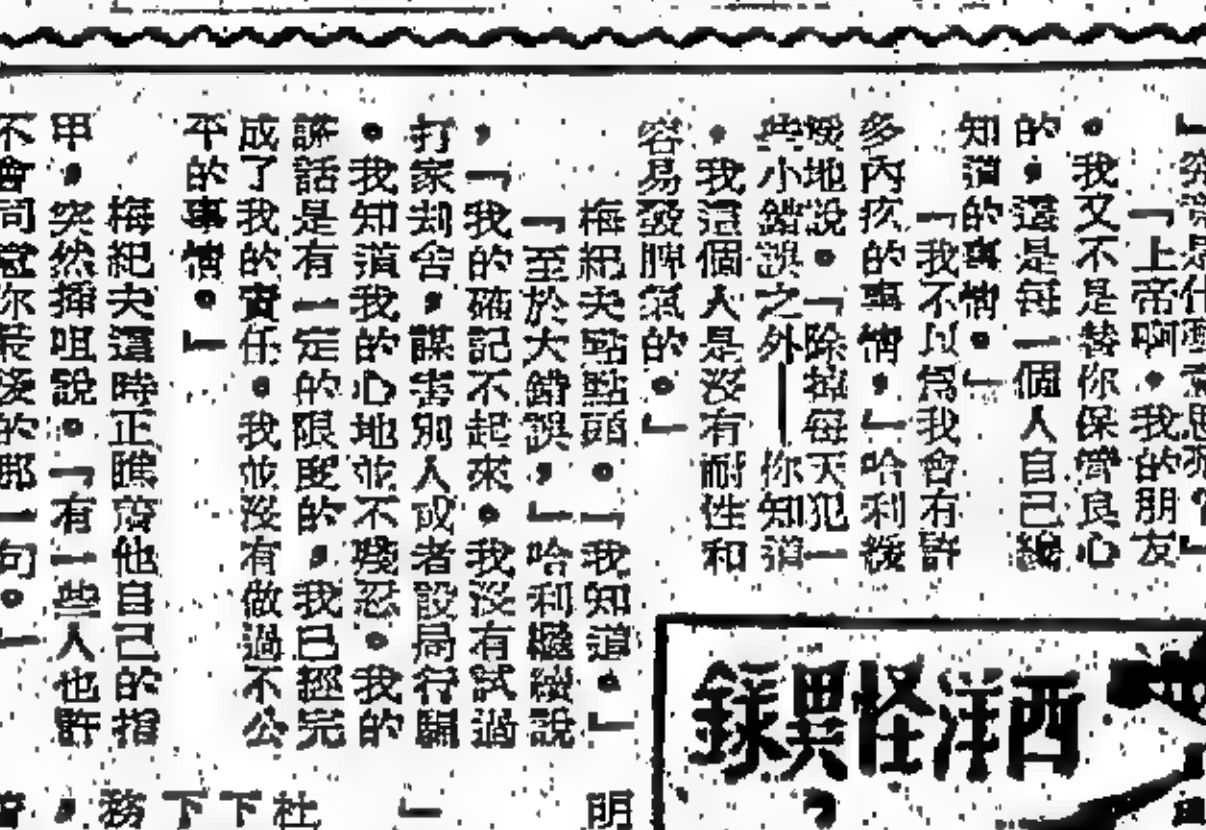 究竟是什麼意思呢?」
「上帝啊,我的朋友
。我又不是替你保管良心
的,這是每一個人自己纔
知道的事情。」
「我不以爲我會有許
多內疚的事情,」哈利緩
緩地說。「除掉每天犯一
些小錯誤之外——你知道
,我這個人是沒有耐性和
容易發脾氣的。」
梅紀夫點點頭。「我知道。」
「至於大錯誤,」哈利繼續說
,「我的確記不起來。我沒有試過
打家刼舍,謀害別人或者設局行騙
。我知道我的心地並不殘忍。我的
談話是有一定的限度的,我已經完
成了我的責任。我並沒有做過不公
平的事情。」
梅紀夫這時正瞧着他自己的指
甲,突然插咀說。「有一些人也許
不會同意你最後的那一句。」
西洋怪異錄
明
」
杜
下
下
務
,